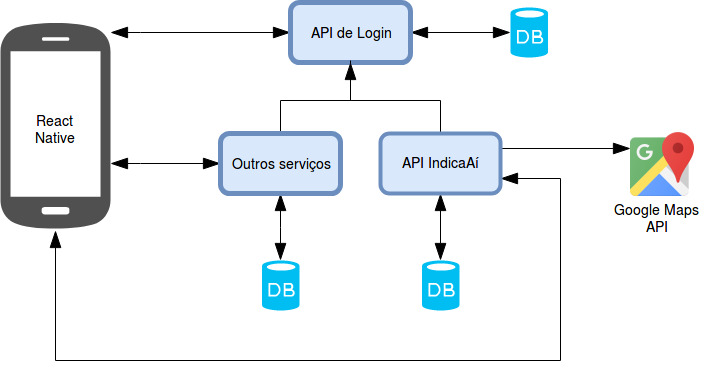 API de Login
DB
React
Native
Outros serviços
API IndicaAí
G
Google Maps
API
DB
DB